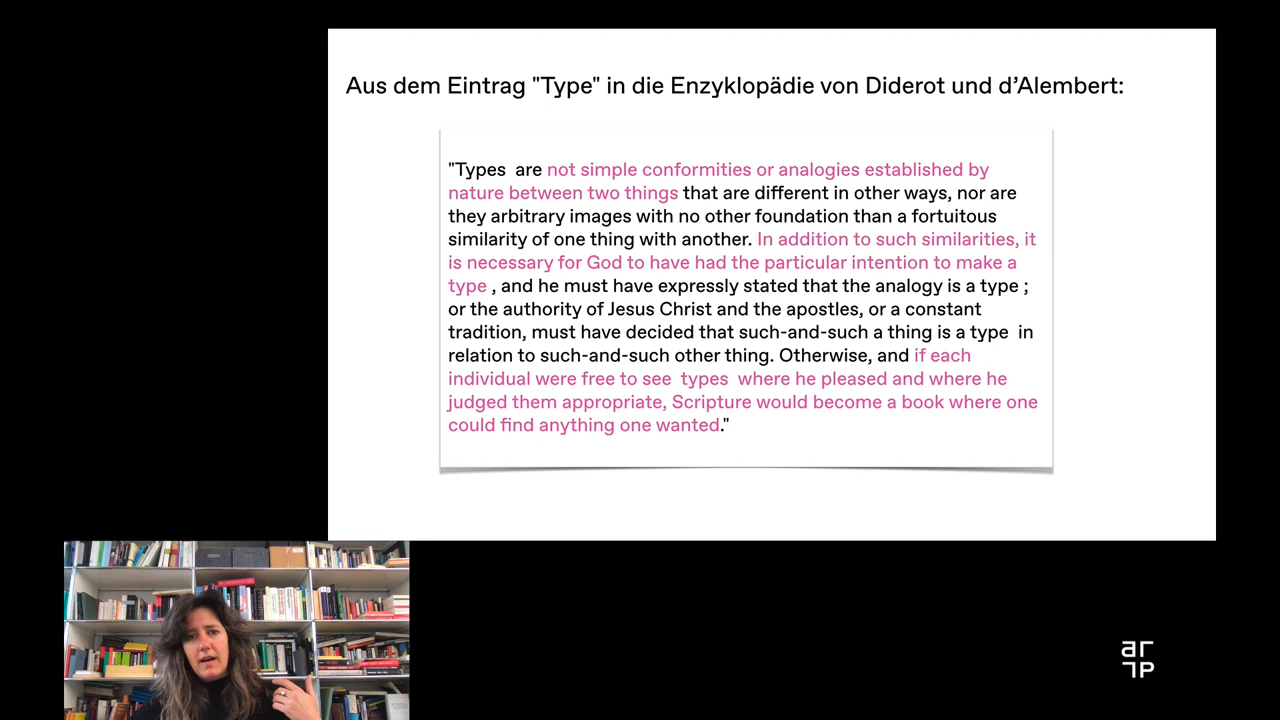 Aus dem Eintrag "Type" in die Enzyklopädie von Diderot und d’Alembert:
"Types are not simple conformities or analogies established by
nature between two things that are different in other ways, nor are
they arbitrary images with no other foundation than a fortuitous
similarity of one thing with another. In addition to such similarities, it
is necessary for God to have had the particular intention to make a
type , and he must have expressly stated that the analogy is a type ;
or the authority of Jesus Christ and the apostles, or a constant
tradition, must have decided that such-and-such a thing is a type in
relation to such-and-such other thing. Otherwise, and if each
individual were free to see types where he pleased and where he
judged them appropriate, Scripture would become a book where one
could find anything one wanted."